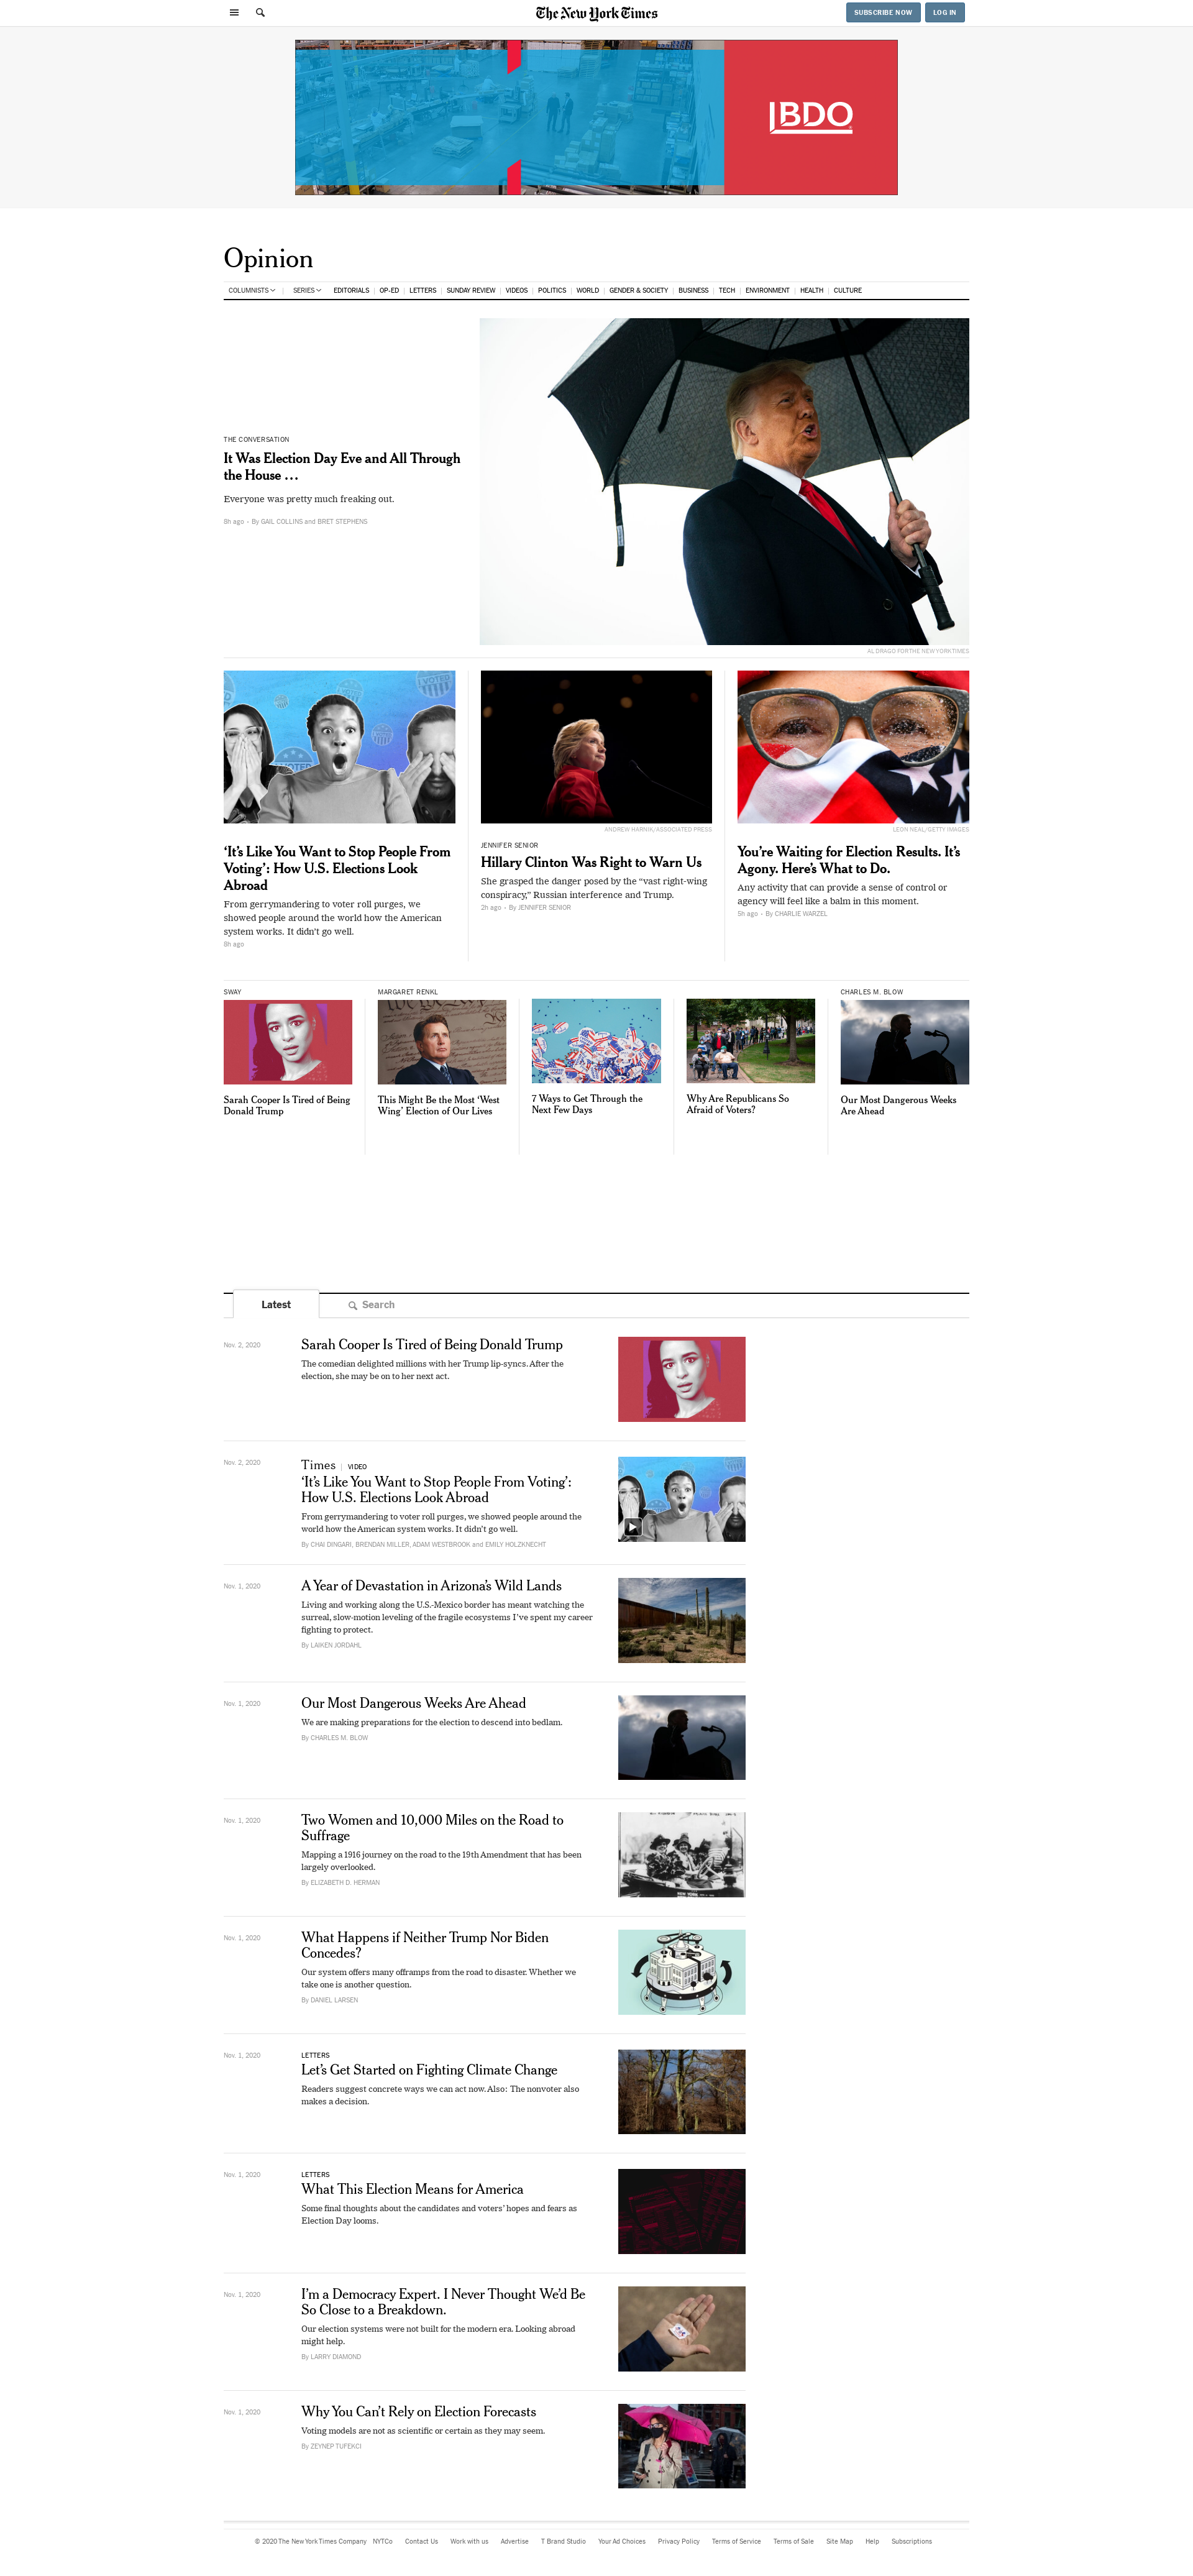 The New York Times
SUBSCRIBE NOW
LOG IN
BDO
Opinion
COLUMNISTS | SERIES EDITORIALS | OP-ED | LETTERS | SUNDAY REVIEW | VIDEOS | POLITICS | WORLD | GENDER & SOCIETY | BUSINESS | TECH | ENVIRONMENT | HEALTH | CULTURE
THE CONVERSATION
It Was Election Day Eve and All Through
the House …
Everyone was pretty much freaking out.
8h ago • By GAIL COLLINS and BRET STEPHENS
AL DRAGO FOR THE NEW YORK TIMES
VOTED
‘It’s Like You Want to Stop People From
Voting’: How U.S. Elections Look
Abroad
From gerrymandering to voter roll purges, we
showed people around the world how the American
system works. It didn’t go well.
8h ago
ANDREW HARNIK/ASSOCIATED PRESS
JENNIFER SENIOR
Hillary Clinton Was Right to Warn Us
She grasped the danger posed by the “vast right-wing
conspiracy,” Russian interference and Trump.
2h ago • By JENNIFER SENIOR
LEON NEAL/GETTY IMAGES
You’re Waiting for Election Results. It’s
Agony. Here’s What to Do.
Any activity that can provide a sense of control or
agency will feel like a balm in this moment.
5h ago • By CHARLIE WARZEL
SWAY
Sarah Cooper Is Tired of Being
Donald Trump
MARGARET RENKL
This Might Be the Most ‘West
Wing’ Election of Our Lives
7 Ways to Get Through the
Next Few Days
Why Are Republicans So
Afraid of Voters?
CHARLES M. BLOW
Our Most Dangerous Weeks
Are Ahead
Latest
Search
Nov. 2, 2020
Sarah Cooper Is Tired of Being Donald Trump
The comedian delighted millions with her Trump lip-syncs. After the
election, she may be on to her next act.
Nov. 2, 2020
Times | VIDEO
‘It’s Like You Want to Stop People From Voting’:
How U.S. Elections Look Abroad
From gerrymandering to voter roll purges, we showed people around the
world how the American system works. It didn’t go well.
By CHAI DINGARI, BRENDAN MILLER, ADAM WESTBROOK and EMILY HOLZKNECHT
Nov. 1, 2020
A Year of Devastation in Arizona’s Wild Lands
Living and working along the U.S.-Mexico border has meant watching the
surreal, slow-motion leveling of the fragile ecosystems I’ve spent my career
fighting to protect.
By LAIKEN JORDAHL
Nov. 1, 2020
Our Most Dangerous Weeks Are Ahead
We are making preparations for the election to descend into bedlam.
By CHARLES M. BLOW
Nov. 1, 2020
Two Women and 10,000 Miles on the Road to
Suffrage
Mapping a 1916 journey on the road to the 19th Amendment that has been
largely overlooked.
By ELIZABETH D. HERMAN
Nov. 1, 2020
What Happens if Neither Trump Nor Biden
Concedes?
Our system offers many offramps from the road to disaster. Whether we
take one is another question.
By DANIEL LARSEN
Nov. 1, 2020
LETTERS
Let’s Get Started on Fighting Climate Change
Readers suggest concrete ways we can act now. Also: The nonvoter also
makes a decision.
Nov. 1, 2020
LETTERS
What This Election Means for America
Some final thoughts about the candidates and voters’ hopes and fears as
Election Day looms.
Nov. 1, 2020
I’m a Democracy Expert. I Never Thought We’d Be
So Close to a Breakdown.
Our election systems were not built for the modern era. Looking abroad
might help.
By LARRY DIAMOND
Nov. 1, 2020
Why You Can’t Rely on Election Forecasts
Voting models are not as scientific or certain as they may seem.
By ZEYNEP TUFEKCI
© 2020 The New York Times Company NYTCo Contact Us Work with us Advertise T Brand Studio Your Ad Choices Privacy Policy Terms of Service Terms of Sale Site Map Help Subscriptions